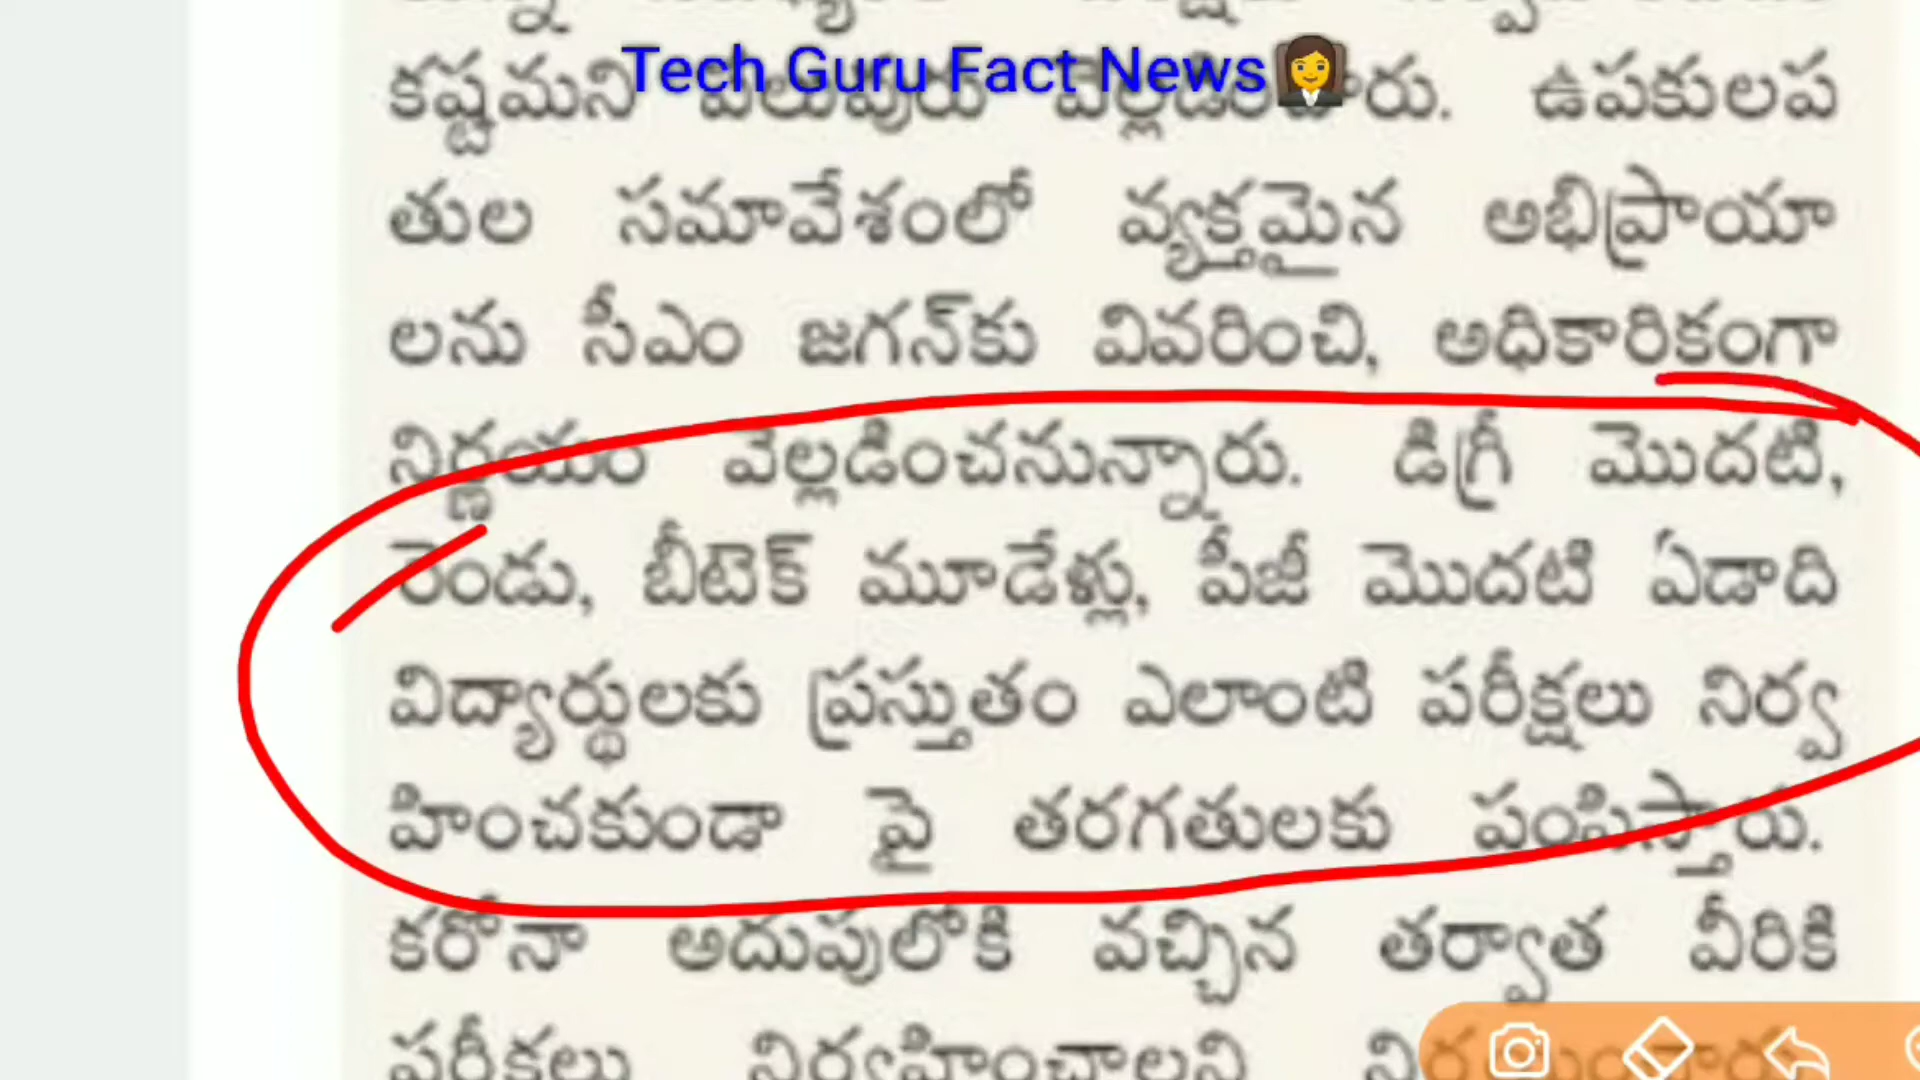 Tech Guru Fact News
కష్టమని పలువురు వెల్లడించారు. ఉపకులప
తుల సమావేశంలో వ్యక్తమైన అభిప్రాయా
లను సీఎం జగన్‌కు వివరించి, అధికారికంగా
నిర్ణయం వెల్లడించనున్నారు. డిగ్రీ మొదటి,
రెండు, బీటెక్ మూడేళ్లు, పీజీ మొదటి ఏడాది
విద్యార్థులకు ప్రస్తుతం ఎలాంటి పరీక్షలు నిర్వ
హించకుండా పై తరగతులకు పంపిస్తారు.
కరోనా అదుపులోకి వచ్చిన తర్వాత వీరికి
పరీక్షలు నిర్వహించాలని